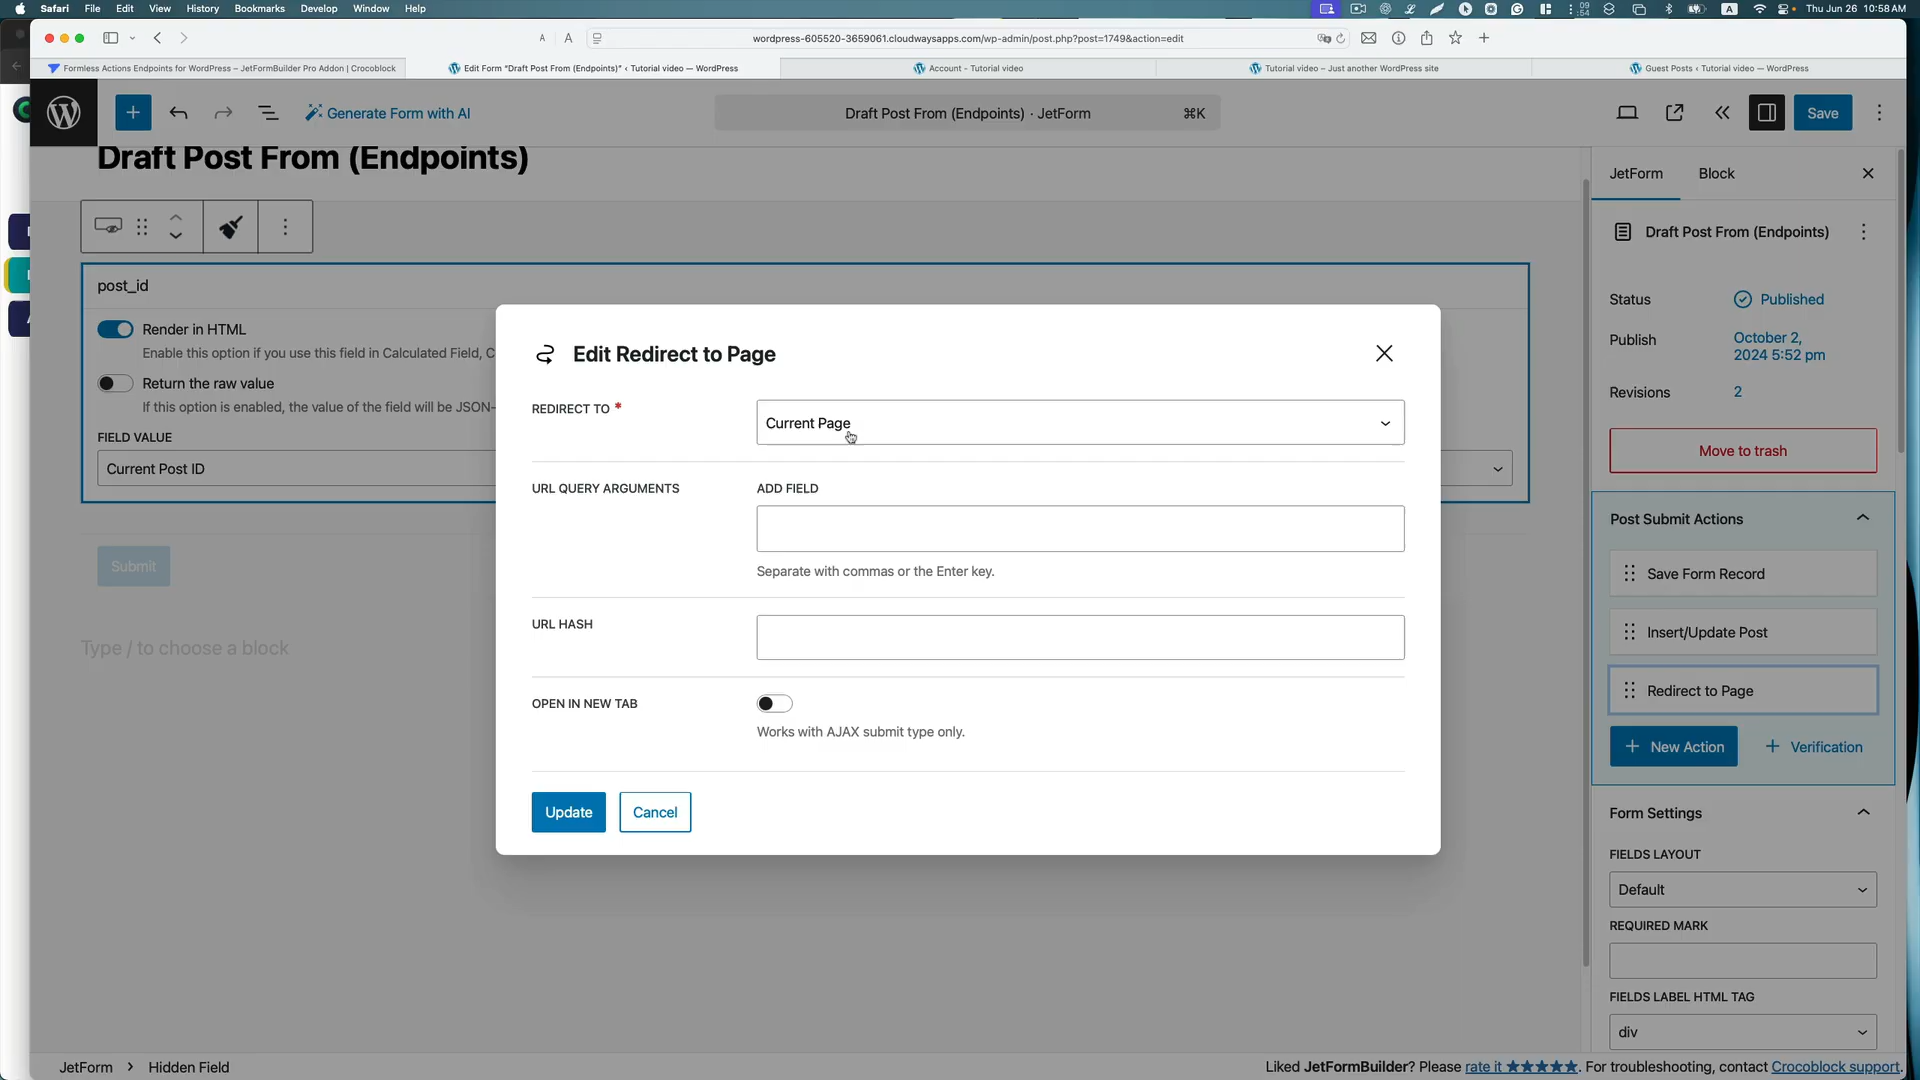 Safari File Edit View History Bookmarks Develop Window Help
Thu Jun 26 10:58 AM
wordpress-605520-3659061.cloudwaysapps.com/wp-admin/post.php?post=1749&action=edit
Formless Actions Endpoints for WordPress – JetFormBuilder Pro Addon | Crocoblock
Edit Form "Draft Post From (Endpoints)" ‹ Tutorial video — WordPress
Account - Tutorial video
Tutorial video – Just another WordPress site
Guest Posts ‹ Tutorial video — WordPress
Generate Form with AI
Draft Post From (Endpoints) · JetForm
⌘K
Save
Draft Post From (Endpoints)
JetForm
Block
Draft Post From (Endpoints)
post_id
Render in HTML
Enable this option if you use this field in Calculated Field, C
Return the raw value
If this option is enabled, the value of the field will be JSON-
FIELD VALUE
Current Post ID
Submit
Type / to choose a block
Edit Redirect to Page
REDIRECT TO *
Current Page
URL QUERY ARGUMENTS
ADD FIELD
Separate with commas or the Enter key.
URL HASH
OPEN IN NEW TAB
Works with AJAX submit type only.
Update
Cancel
Status
Published
Publish
October 2,
2024 5:52 pm
Revisions
2
Move to trash
Post Submit Actions
Save Form Record
Insert/Update Post
Redirect to Page
New Action
Verification
Form Settings
FIELDS LAYOUT
Default
REQUIRED MARK
FIELDS LABEL HTML TAG
div
JetForm › Hidden Field
Liked JetFormBuilder? Please rate it ★★★★★. For troubleshooting, contact Crocoblock support.